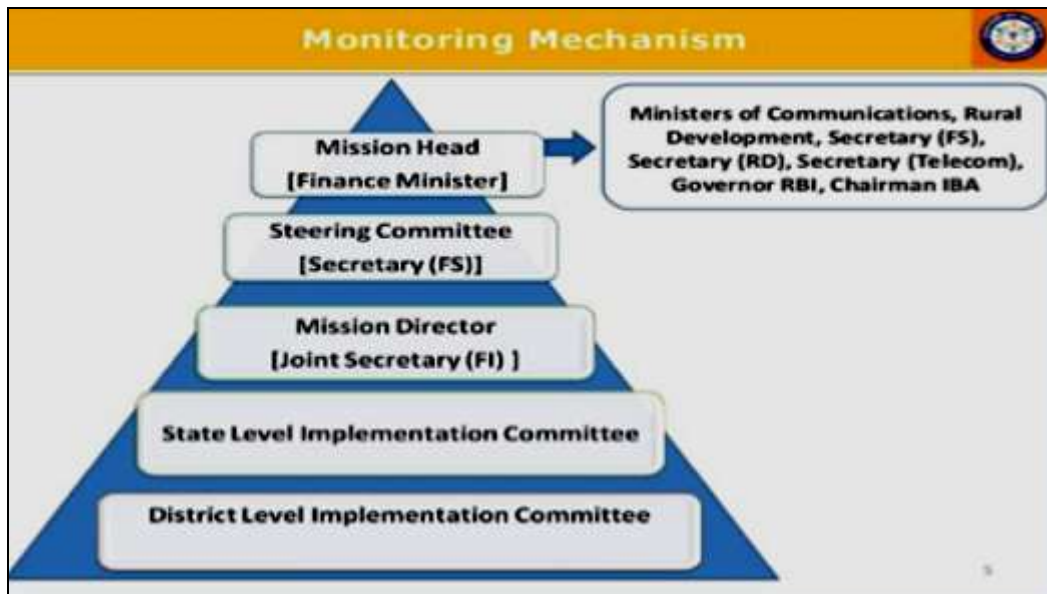 Monitoring Mechanism
Mission Head
[Finance Minister]
Ministers of Communications, Rural
Development, Secretary (FS),
Secretary (RD), Secretary (Telecom),
Governor RBI, Chairman IBA
Steering Committee
[Secretary (FS)]
Mission Director
[Joint Secretary (FI) ]
State Level Implementation Committee
District Level Implementation Committee
5